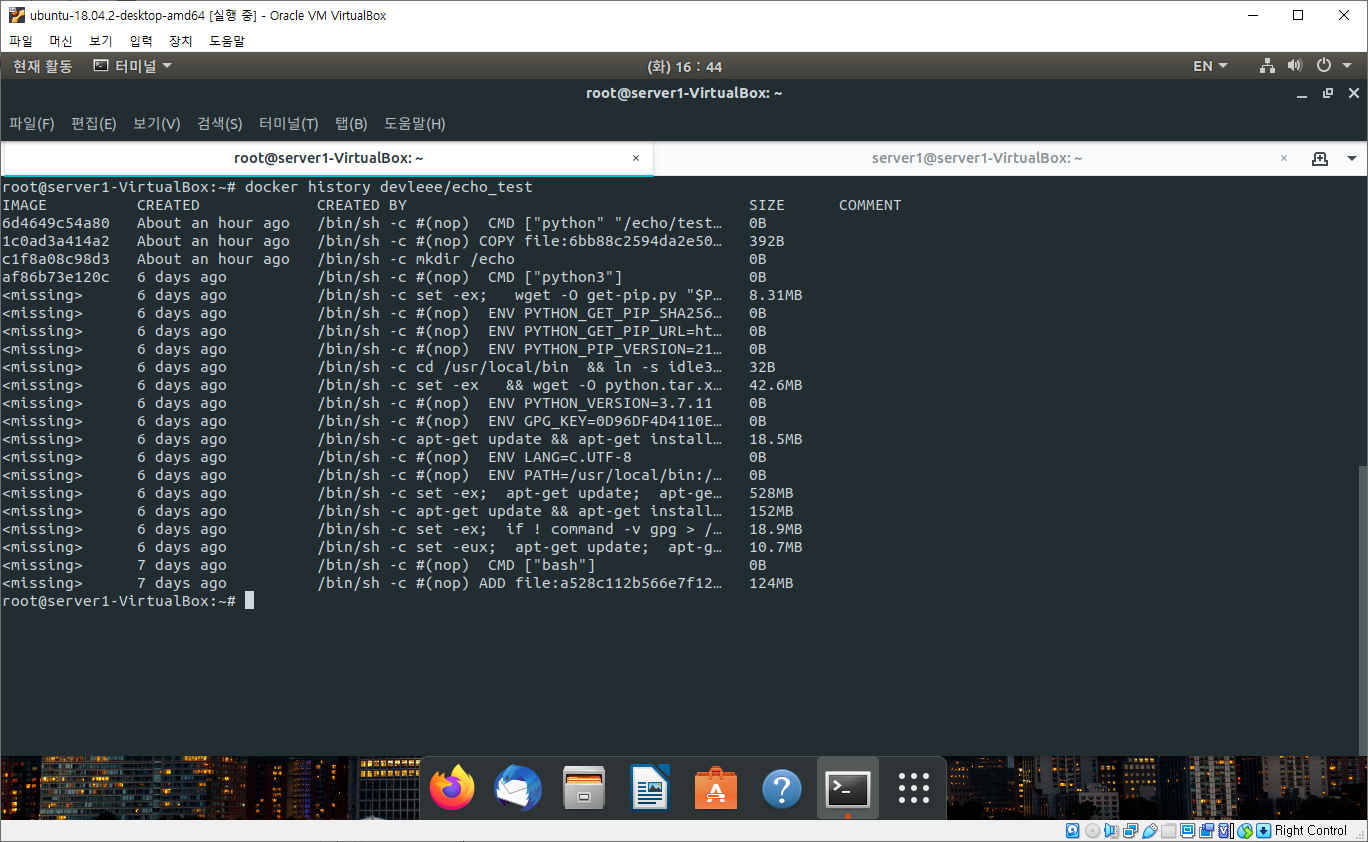 ubuntu-18.04.2-desktop-amd64 [실행 중] - Oracle VM VirtualBox
파일 머신 보기 입력 장치 도움말
현재 활동 터미널 (화) 16 : 44 EN
root@server1-VirtualBox: ~
파일(F) 편집(E) 보기(V) 검색(S) 터미널(T) 탭(B) 도움말(H)
root@server1-VirtualBox: ~ × server1@server1-VirtualBox: ~ ×
root@server1-VirtualBox:~# docker history devleee/echo_test
IMAGE CREATED CREATED BY SIZE COMMENT
6d4649c54a80 About an hour ago /bin/sh -c #(nop)  CMD ["python" "/echo/test… 0B
1c0ad3a414a2 About an hour ago /bin/sh -c #(nop) COPY file:6bb88c2594da2e50… 392B
c1f8a08c98d3 About an hour ago /bin/sh -c mkdir /echo 0B
af86b73e120c 6 days ago /bin/sh -c #(nop)  CMD ["python3"] 0B
<missing> 6 days ago /bin/sh -c set -ex;   wget -O get-pip.py "$P… 8.31MB
<missing> 6 days ago /bin/sh -c #(nop)  ENV PYTHON_GET_PIP_SHA256… 0B
<missing> 6 days ago /bin/sh -c #(nop)  ENV PYTHON_GET_PIP_URL=ht… 0B
<missing> 6 days ago /bin/sh -c #(nop)  ENV PYTHON_PIP_VERSION=21… 0B
<missing> 6 days ago /bin/sh -c cd /usr/local/bin  && ln -s idle3… 32B
<missing> 6 days ago /bin/sh -c set -ex   && wget -O python.tar.x… 42.6MB
<missing> 6 days ago /bin/sh -c #(nop)  ENV PYTHON_VERSION=3.7.11 0B
<missing> 6 days ago /bin/sh -c #(nop)  ENV GPG_KEY=0D96DF4D4110E… 0B
<missing> 6 days ago /bin/sh -c apt-get update && apt-get install… 18.5MB
<missing> 6 days ago /bin/sh -c #(nop)  ENV LANG=C.UTF-8 0B
<missing> 6 days ago /bin/sh -c #(nop)  ENV PATH=/usr/local/bin:/… 0B
<missing> 6 days ago /bin/sh -c set -ex;  apt-get update;  apt-ge… 528MB
<missing> 6 days ago /bin/sh -c apt-get update && apt-get install… 152MB
<missing> 6 days ago /bin/sh -c set -ex;  if ! command -v gpg > /… 18.9MB
<missing> 6 days ago /bin/sh -c set -eux;  apt-get update;  apt-g… 10.7MB
<missing> 7 days ago /bin/sh -c #(nop)  CMD ["bash"] 0B
<missing> 7 days ago /bin/sh -c #(nop) ADD file:a528c112b566e7f12… 124MB
root@server1-VirtualBox:~#
Right Control